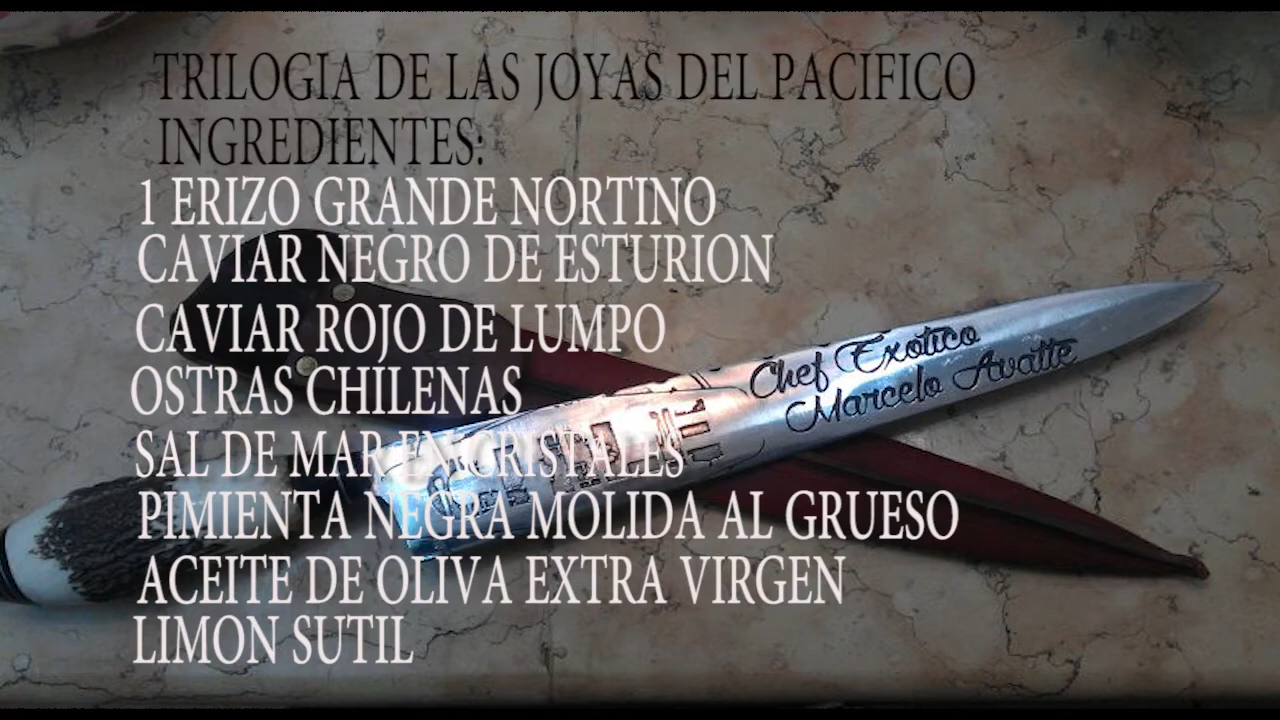 TRILOGIA DE LAS JOYAS DEL PACIFICO
INGREDIENTES:
1 ERIZO GRANDE NORTINO
CAVIAR NEGRO DE ESTURION
CAVIAR ROJO DE LUMPO
OSTRAS CHILENAS
SAL DE MAR EN CRISTALES
PIMIENTA NEGRA MOLIDA AL GRUESO
ACEITE DE OLIVA EXTRA VIRGEN
LIMON SUTIL
Chef Exotico
Marcelo Avatte